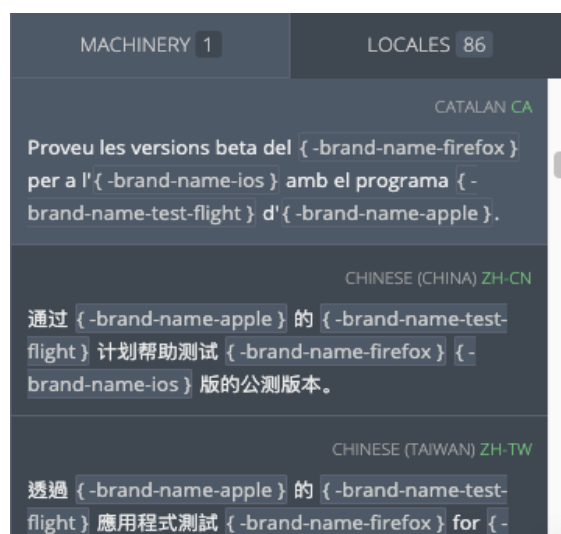 MACHINERY 1
LOCALES 86
CATALAN CA
Proveu les versions beta del { -brand-name-firefox }
per a l'{ -brand-name-ios } amb el programa { -
brand-name-test-flight } d'{ -brand-name-apple }.
CHINESE (CHINA) ZH-CN
通过 { -brand-name-apple } 的 { -brand-name-test-
flight } 计划帮助测试 { -brand-name-firefox } { -
brand-name-ios } 版的公测版本。
CHINESE (TAIWAN) ZH-TW
透過 { -brand-name-apple } 的 { -brand-name-test-
flight } 應用程式測試 { -brand-name-firefox } for { -